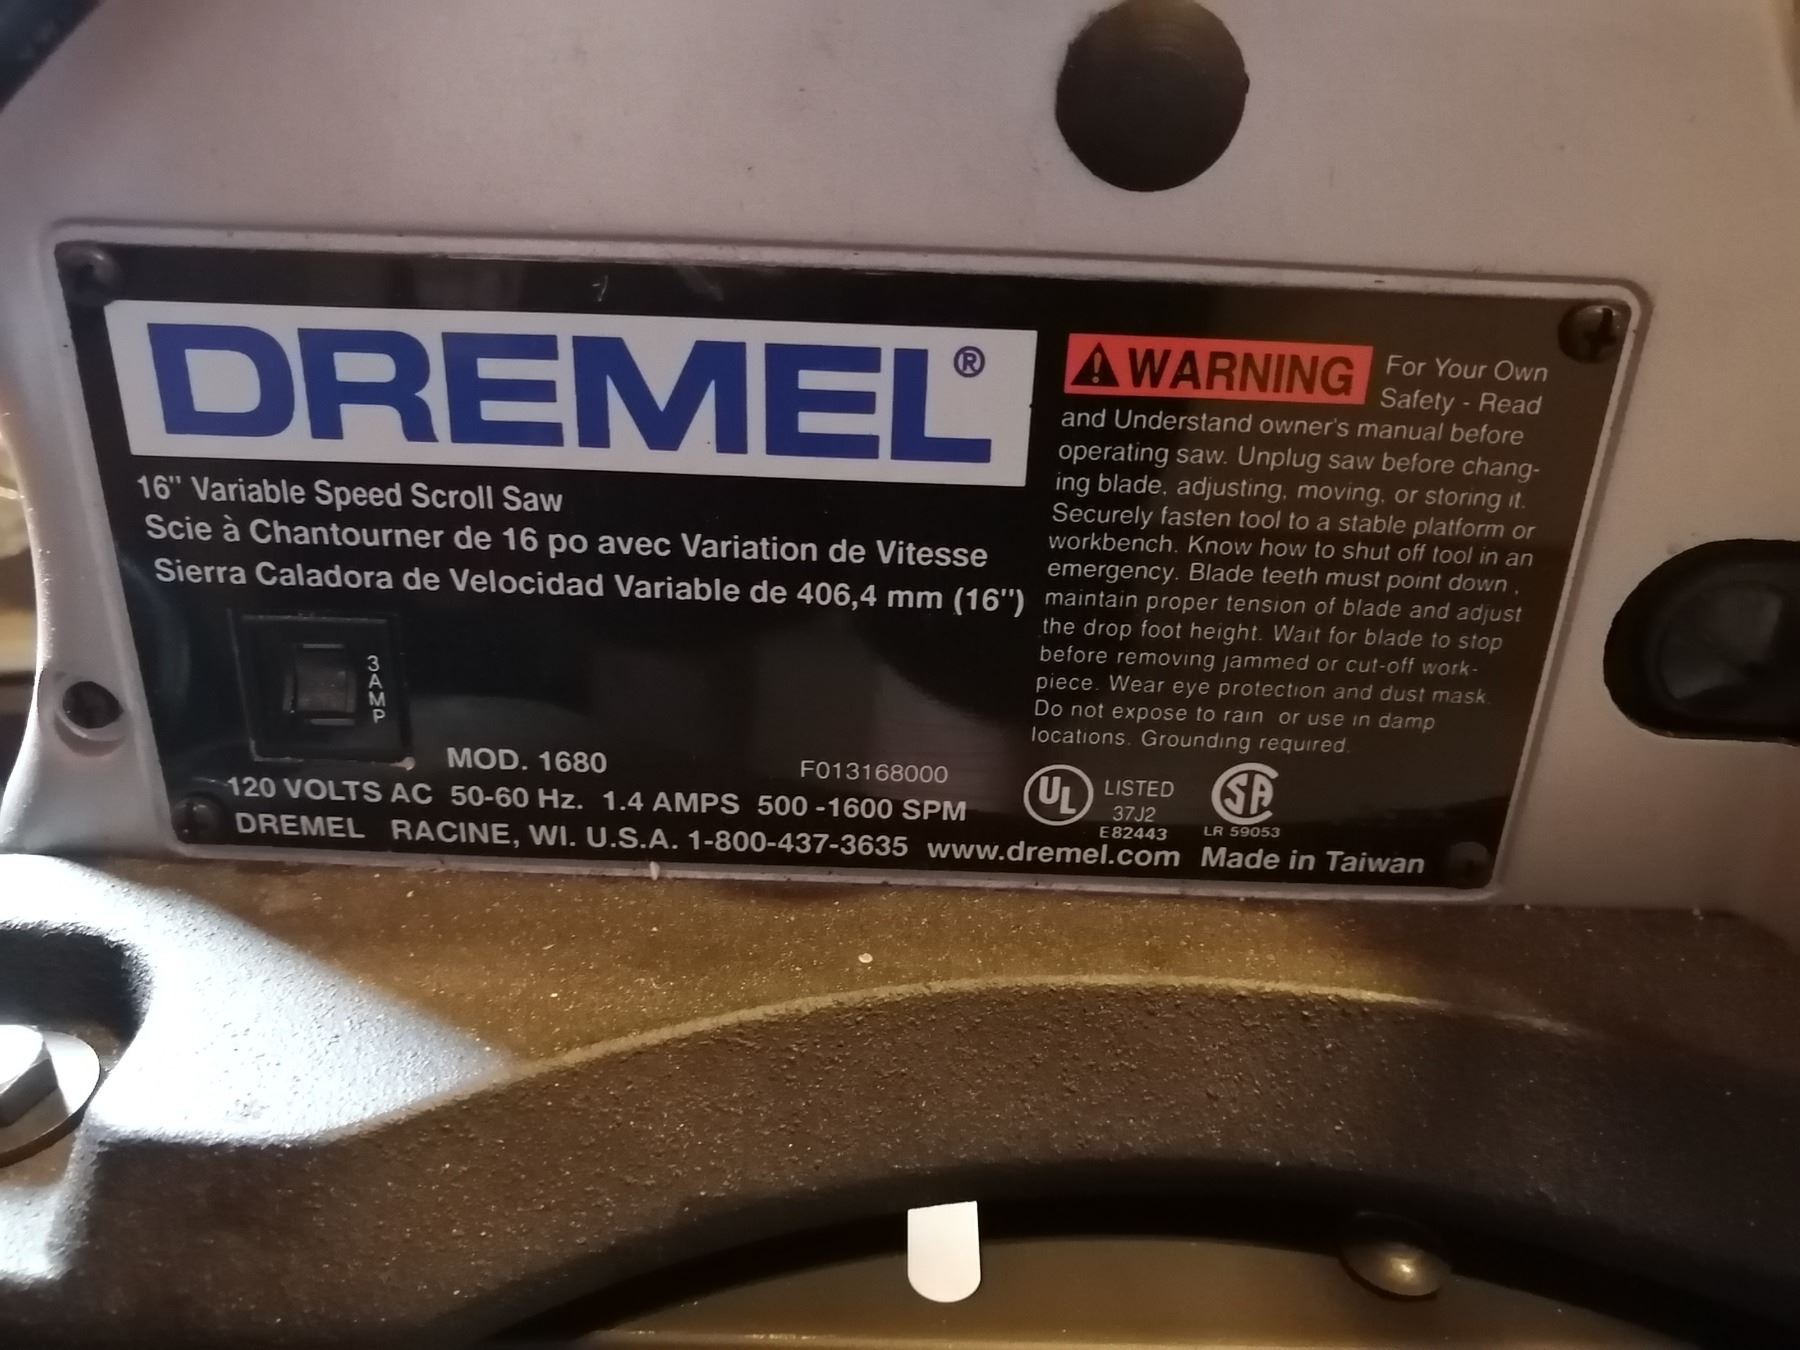 DREMEL®
16" Variable Speed Scroll Saw
Scie à Chantourner de 16 po avec Variation de Vitesse
Sierra Caladora de Velocidad Variable de 406,4 mm (16")
3 AMP
MOD. 1680 F013168000
120 VOLTS AC 50-60 Hz. 1.4 AMPS 500 -1600 SPM
DREMEL RACINE, WI. U.S.A. 1-800-437-3635 www.dremel.com Made in Taiwan
WARNING For Your Own
Safety - Read
and Understand owner's manual before
operating saw. Unplug saw before chang-
ing blade, adjusting, moving, or storing it.
Securely fasten tool to a stable platform or
workbench. Know how to shut off tool in an
emergency. Blade teeth must point down,
maintain proper tension of blade and adjust
the drop foot height. Wait for blade to stop
before removing jammed or cut-off work-
piece. Wear eye protection and dust mask.
Do not expose to rain or use in damp
locations. Grounding required.
UL LISTED SA
37J2
E82443 LR 59053